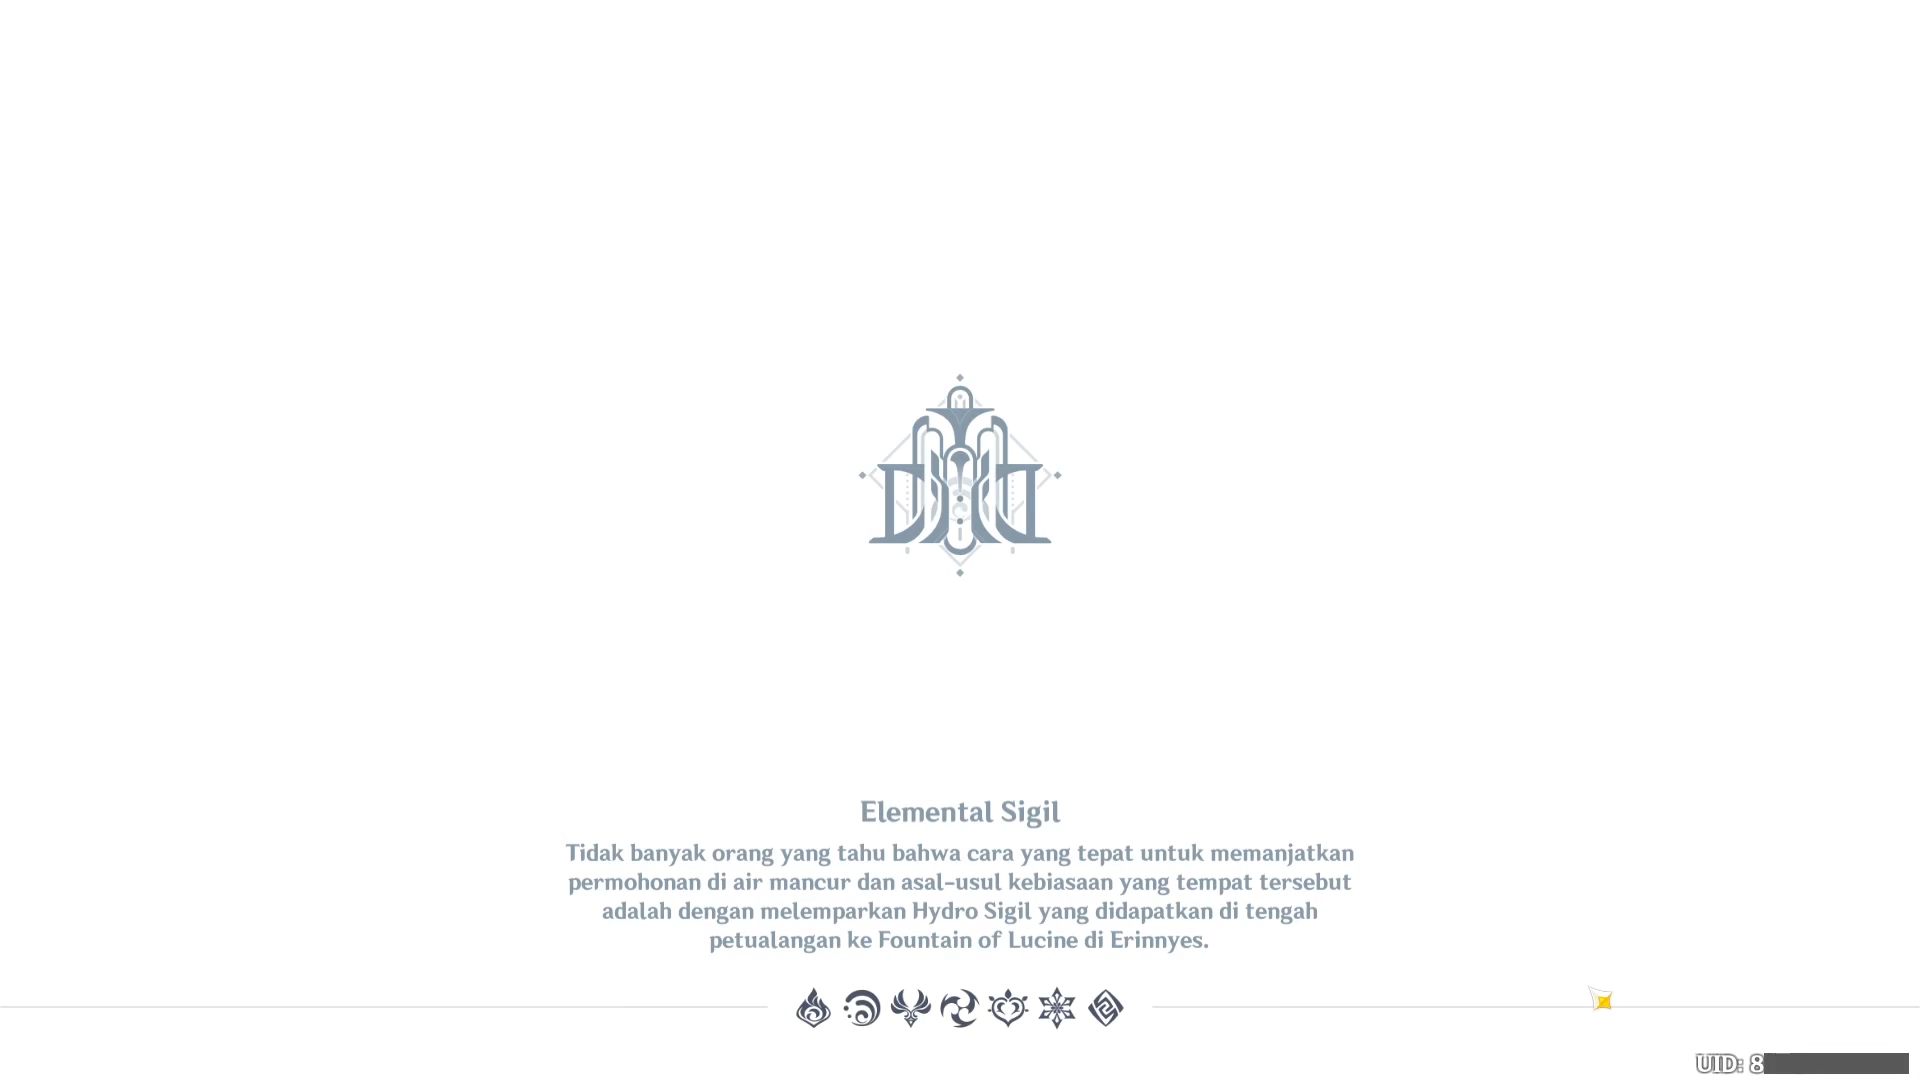 Elemental Sigil
Tidak banyak orang yang tahu bahwa cara yang tepat untuk memanjatkan
permohonan di air mancur dan asal-usul kebiasaan yang tempat tersebut
adalah dengan melemparkan Hydro Sigil yang didapatkan di tengah
petualangan ke Fountain of Lucine di Erinnyes.
UID: 8